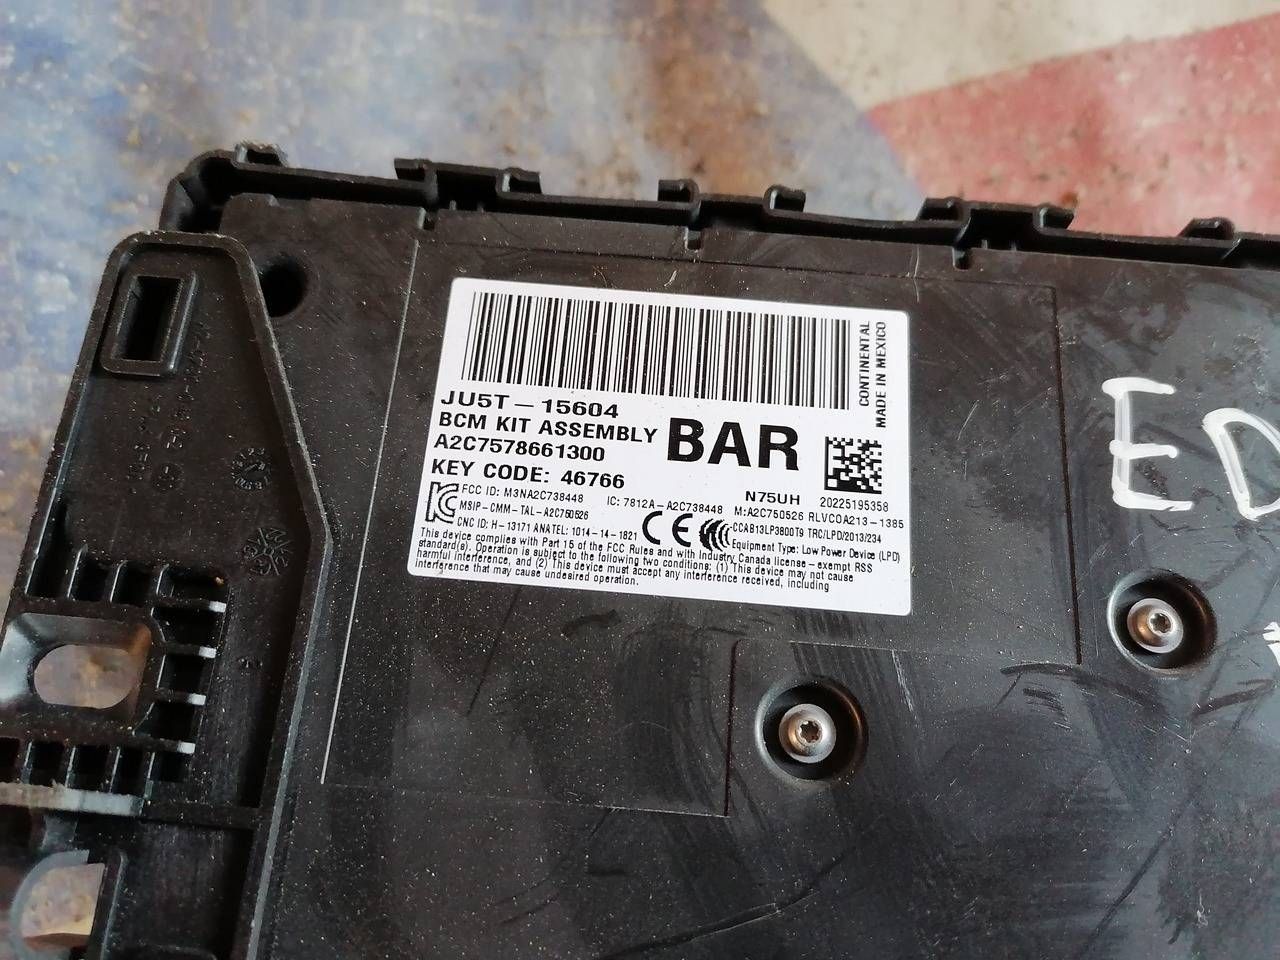 CONTINENTAL
MADE IN MEXICO
JU5T-15604
BCM KIT ASSEMBLY
BAR
A2C7578661300
KEY CODE: 46766
N75UH
20225195358
FCC ID: M3NA2C738448
IC: 7812A-A2C738448
M:A2C750526 RLVCOA213-1385
MSIP-CMM-TAL-A2C750526
CE
CCAB13LP3800T9 TRC/LPD/2013/234
CNC ID: H-13171 ANATEL: 1014-14-1821
Equipment Type: Low Power Device (LPD)
This device complies with Part 15 of the FCC Rules and with Industry Canada license-exempt RSS
standard(s). Operation is subject to the following two conditions: (1) This device may not cause
harmful interference, and (2) This device must accept any interference received, including
interference that may cause undesired operation.
ED